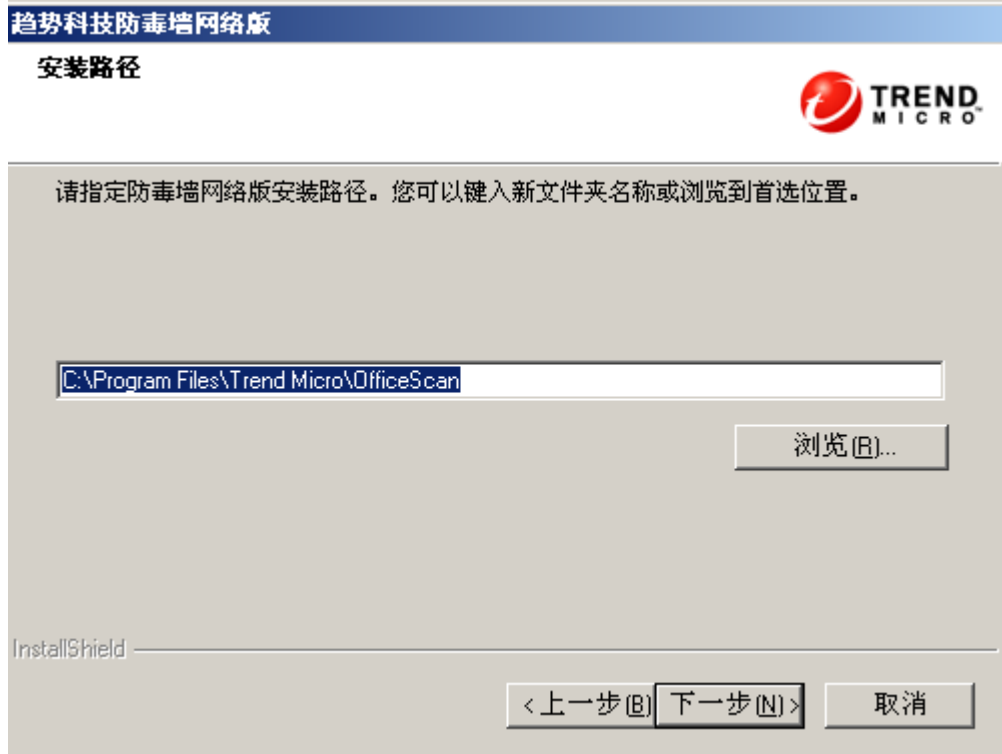 趋势科技防毒墙网络版
安装路径
TREND
MICRO™
请指定防毒墙网络版安装路径。您可以键入新文件夹名称或浏览到首选位置。
C:\Program Files\Trend Micro\OfficeScan
浏览(R)...
InstallShield
<上一步(B) 下一步(N)> 取消